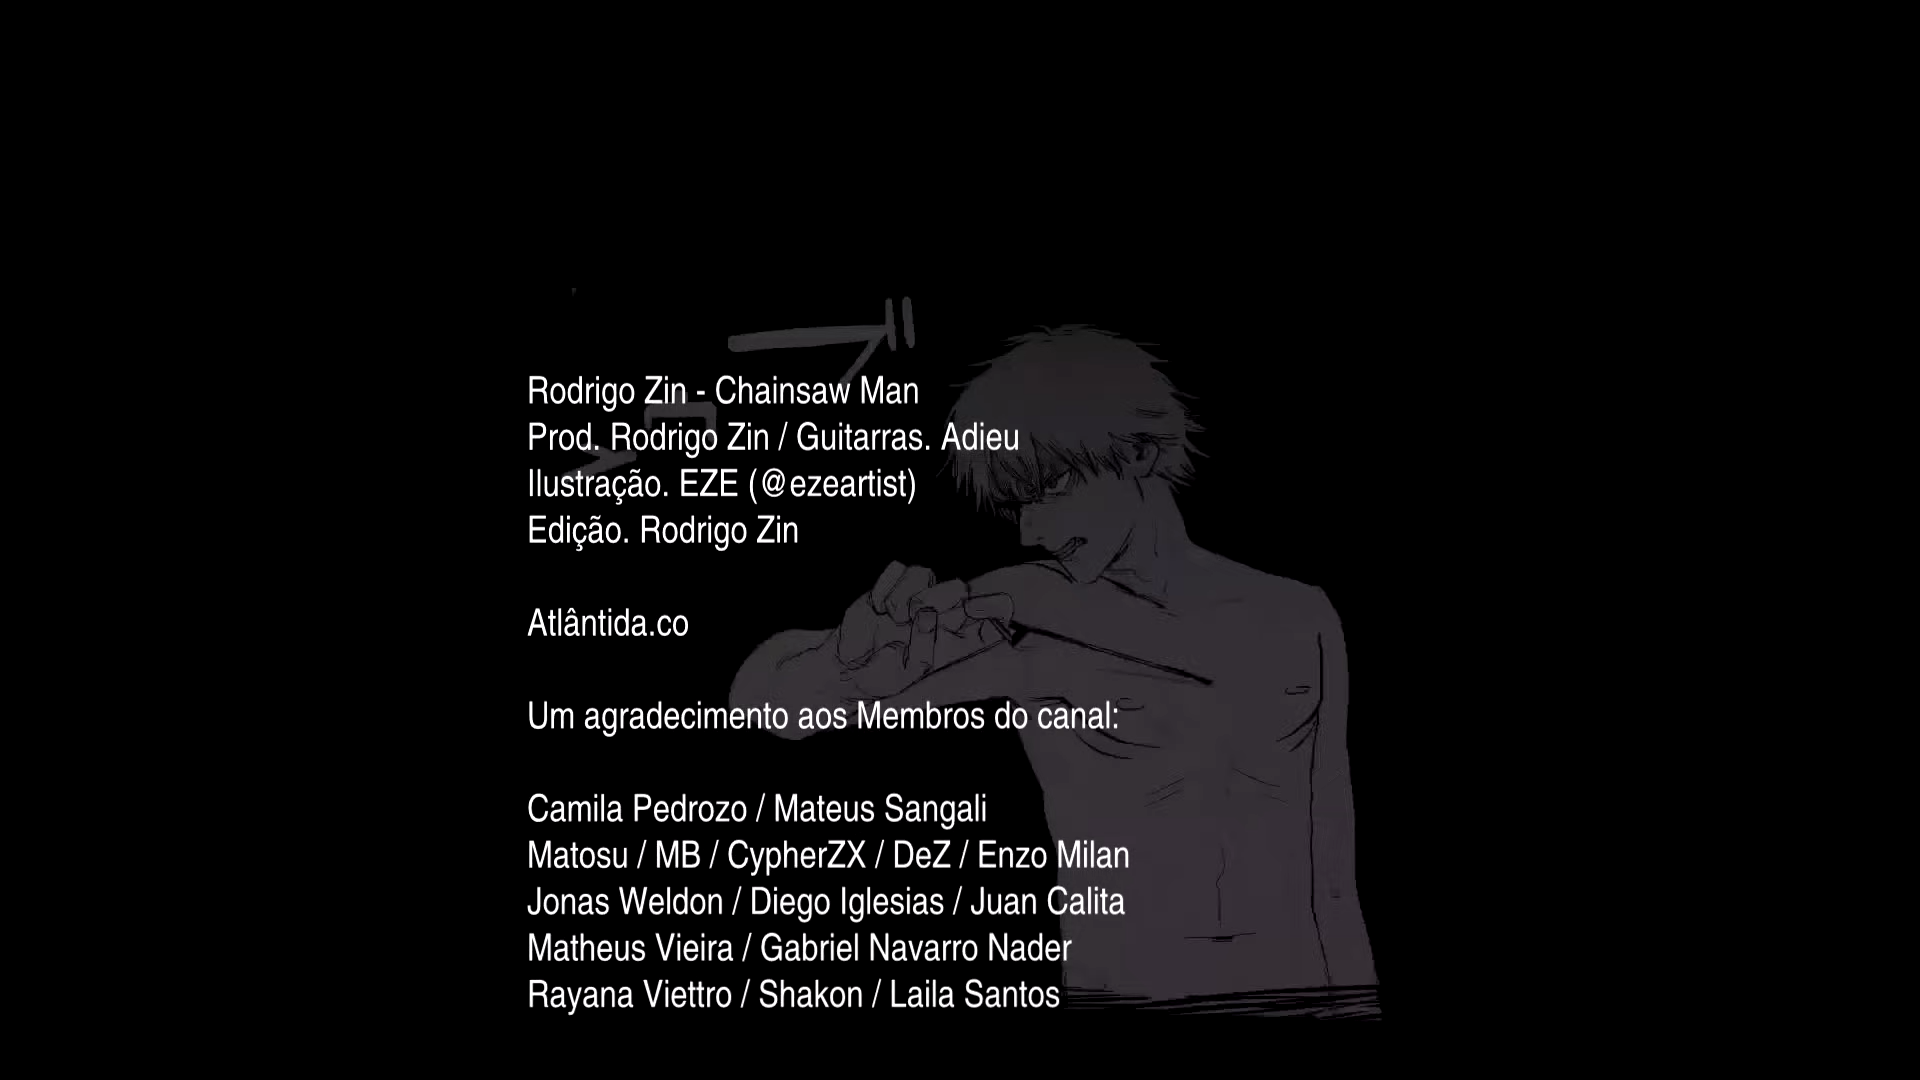 ブ
Rodrigo Zin - Chainsaw Man
Prod. Rodrigo Zin / Guitarras. Adieu
Ilustração. EZE (@ezeartist)
Edição. Rodrigo Zin
Atlântida.co
Um agradecimento aos Membros do canal:
Camila Pedrozo / Mateus Sangali
Matosu / MB / CypherZX / DeZ / Enzo Milan
Jonas Weldon / Diego Iglesias / Juan Calita
Matheus Vieira / Gabriel Navarro Nader
Rayana Viettro / Shakon / Laila Santos